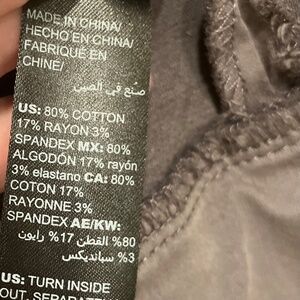 MADE IN CHINA/
HECHO EN CHINA/
FABRIQUÉ EN
CHINE/
صنع في الصين
US: 80% COTTON
17% RAYON 3%
SPANDEX MX: 80%
ALGODÓN 17% rayón
3% elastano CA: 80%
COTON 17%
RAYONNE 3%
SPANDEX AE/KW:
80% القطن 17% رايون
3% سباندكس
US: TURN INSIDE
OUT, SEPARATELY